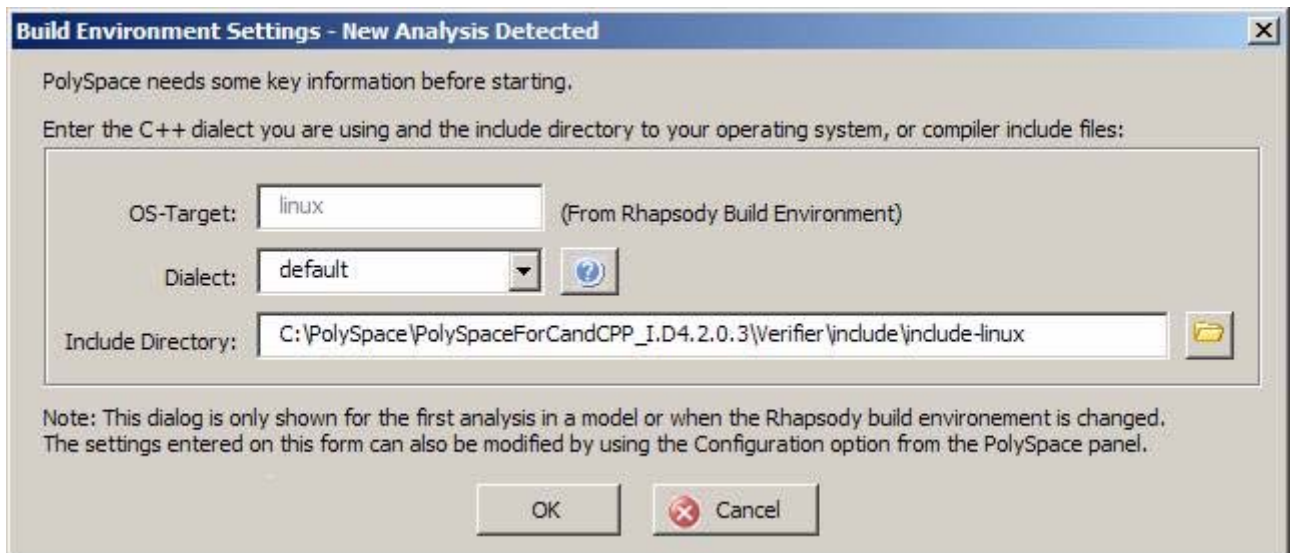 Build Environment Settings - New Analysis Detected
PolySpace needs some key information before starting.
Enter the C++ dialect you are using and the include directory to your operating system, or compiler include files:
OS-Target: linux (From Rhapsody Build Environment)
Dialect: default
Include Directory: C:\PolySpace\PolySpaceForCandCPP_I.D4.2.0.3\Verifier\include\include-linux
Note: This dialog is only shown for the first analysis in a model or when the Rhapsody build environement is changed.
The settings entered on this form can also be modified by using the Configuration option from the PolySpace panel.
OK Cancel